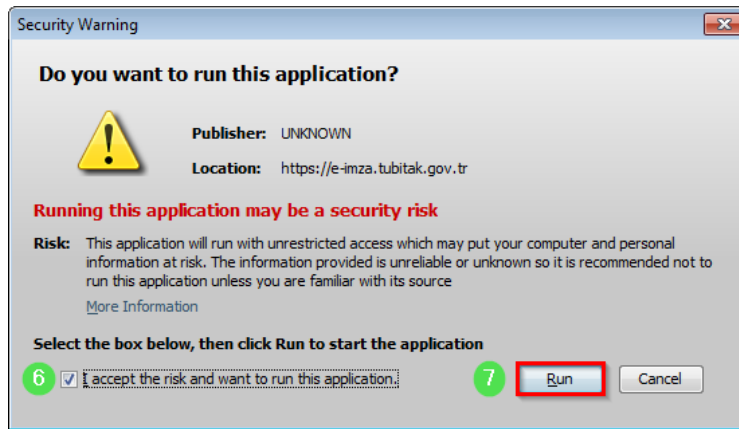 Security Warning
Do you want to run this application?
Publisher: UNKNOWN
Location: https://e-imza.tubitak.gov.tr
Running this application may be a security risk
Risk: This application will run with unrestricted access which may put your computer and personal
information at risk. The information provided is unreliable or unknown so it is recommended not to
run this application unless you are familiar with its source
More Information
Select the box below, then click Run to start the application
6 I accept the risk and want to run this application. 7 Run Cancel